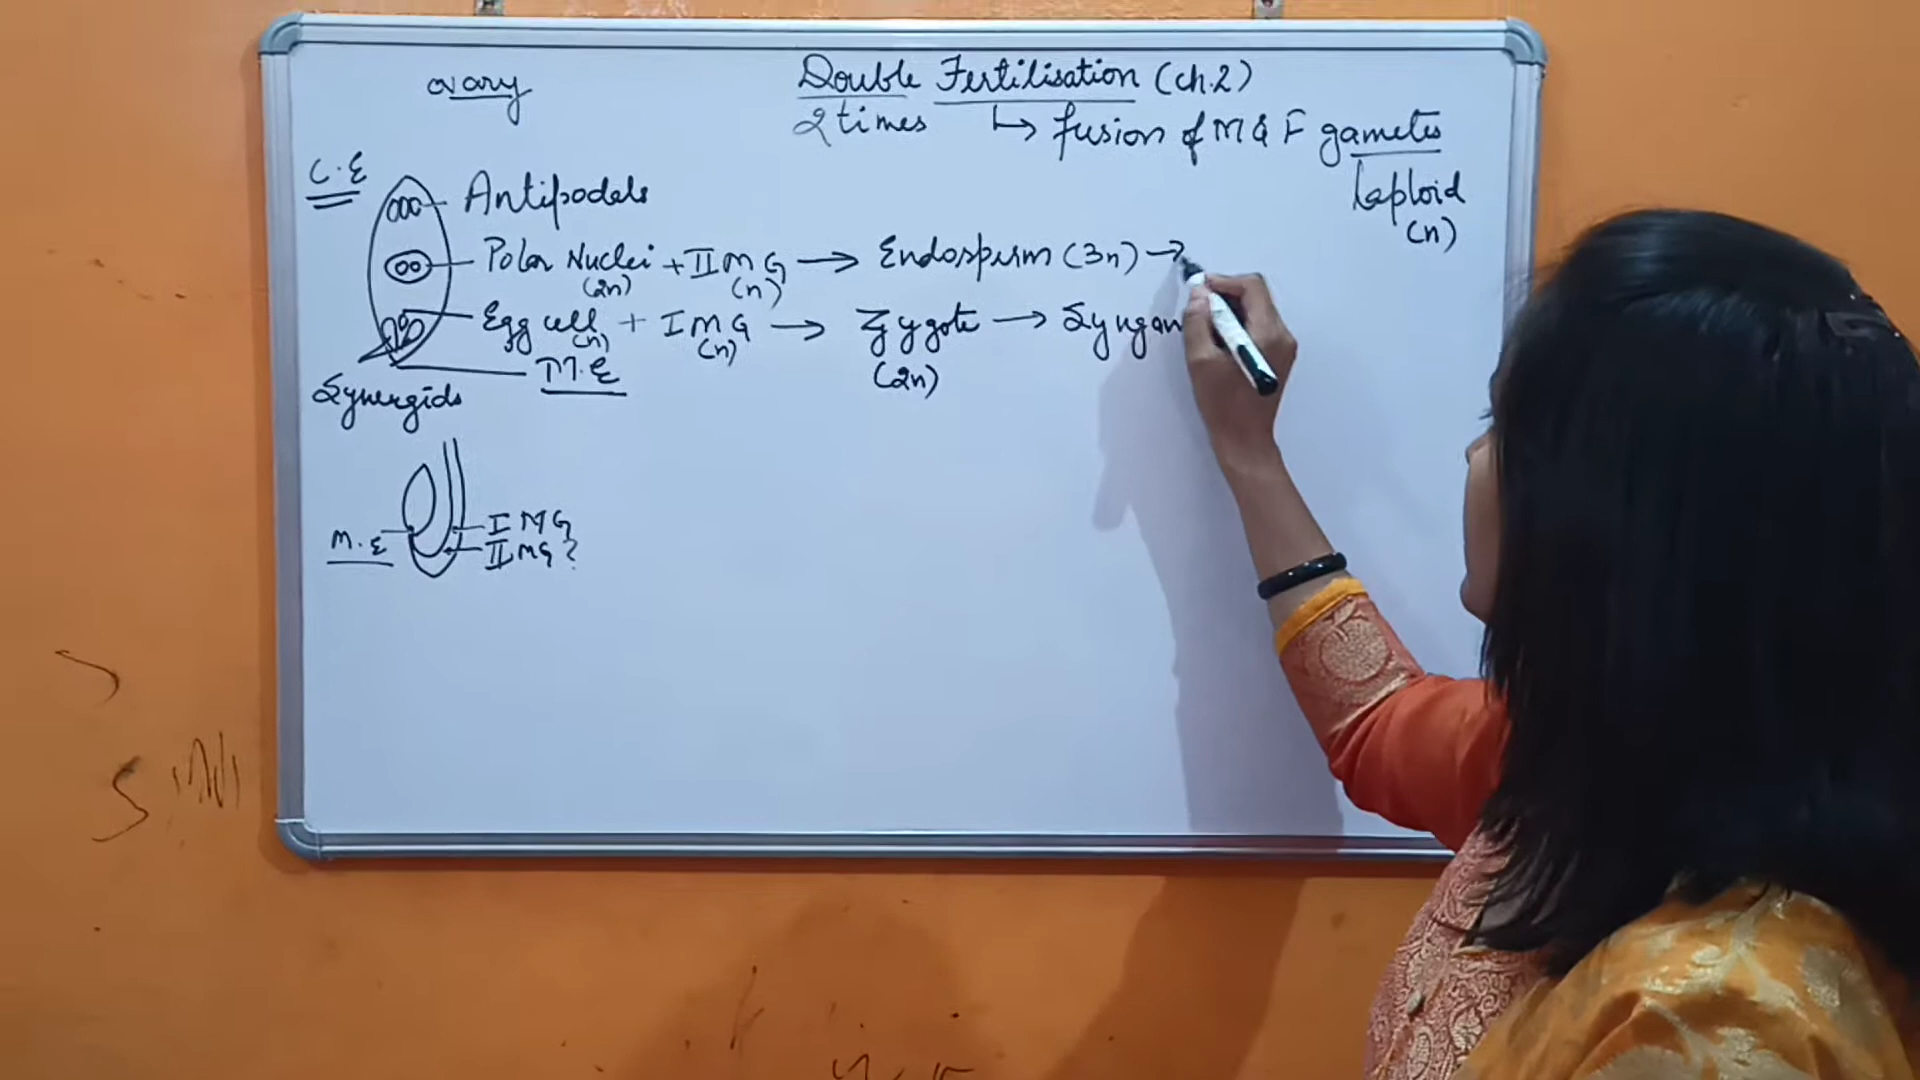 ovary
Double Fertilisation (ch.2)
2 times ↳ fusion of M & F gametes
haploid
(n)
C.E
Antipodals
Polar Nuclei + II MG → Endosperm (3n) →
(2n) (n)
Egg cell + I MG → Zygote → Syngam
(n) (n) (2n)
M.E
Synergids
I MG
M.E
II MG ?